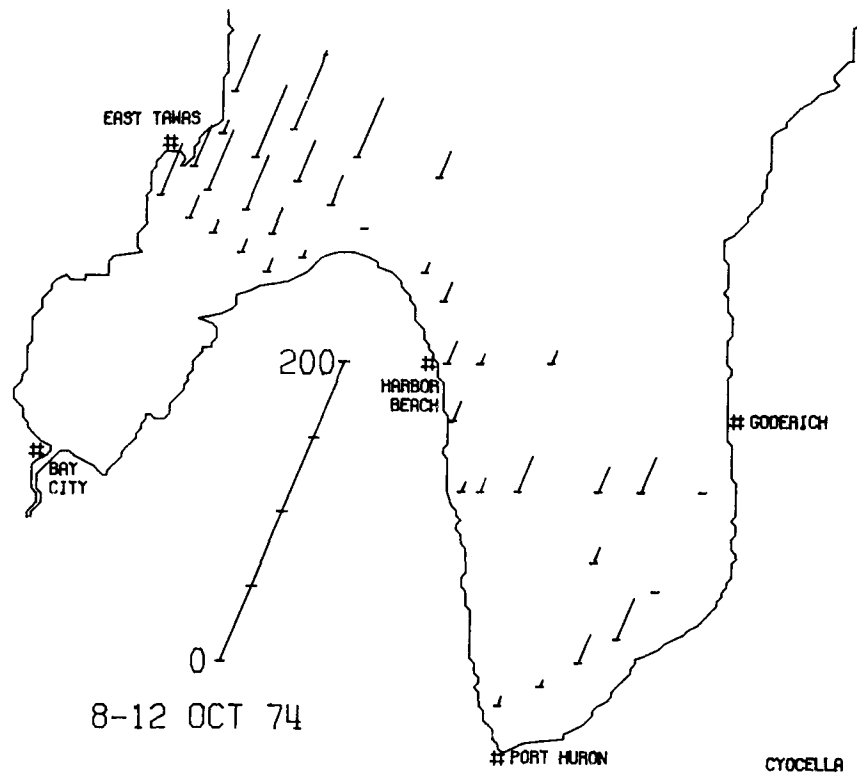 EAST TAWAS
#
200
#
HARBOR
BEACH
# GODERICH
#
BAY
CITY
0
8-12 OCT 74
# PORT HURON
CYOCELLA